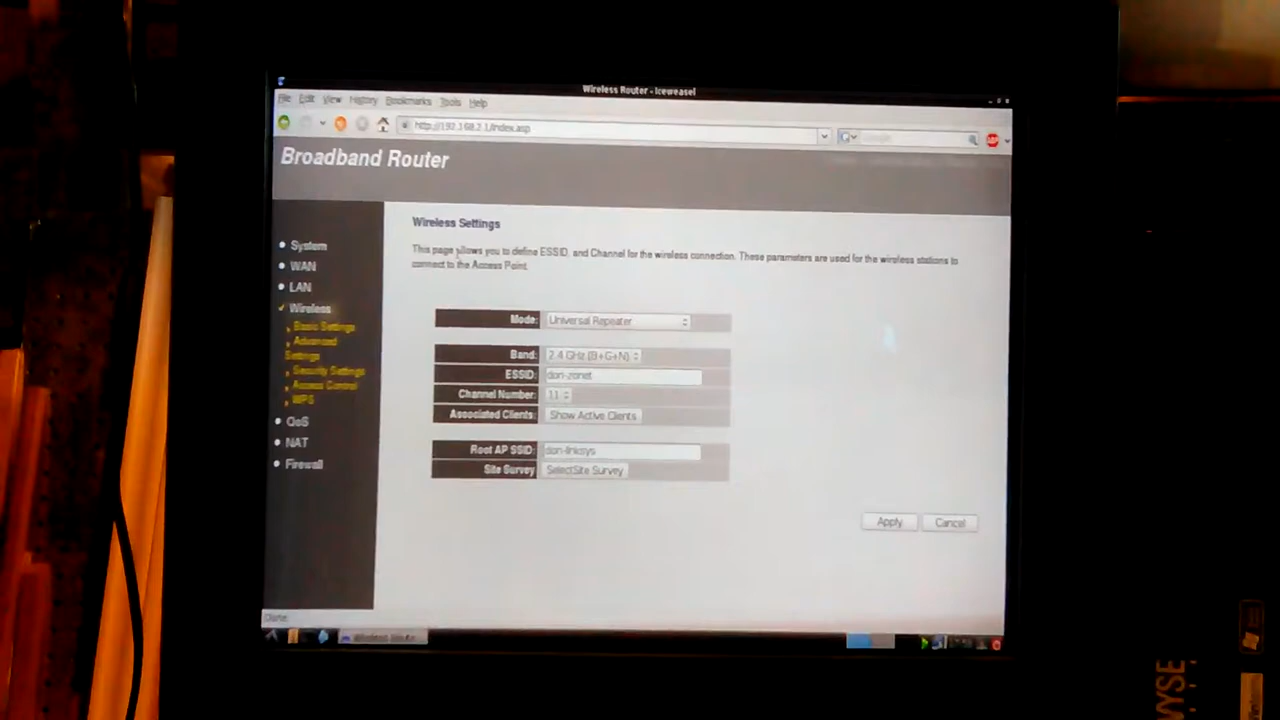 Wireless Router - Iceweasel
File Edit View History Bookmarks Tools Help
http://192.168.2.1/index.asp
Google
ABP
Broadband Router
System
WAN
LAN
Wireless
Basic Settings
Advanced
Settings
Security Settings
Access Control
WPS
QoS
NAT
Firewall
Wireless Settings
This page allows you to define ESSID, and Channel for the wireless connection. These parameters are used for the wireless stations to
connect to the Access Point.
Mode: Universal Repeater
Band: 2.4 GHz (B+G+N)
ESSID: don-zonet
Channel Number: 11
Associated Clients: Show Active Clients
Root AP SSID: don-linksys
Site Survey SelectSite Survey
Apply Cancel
Done
Wireless Router
WYSE